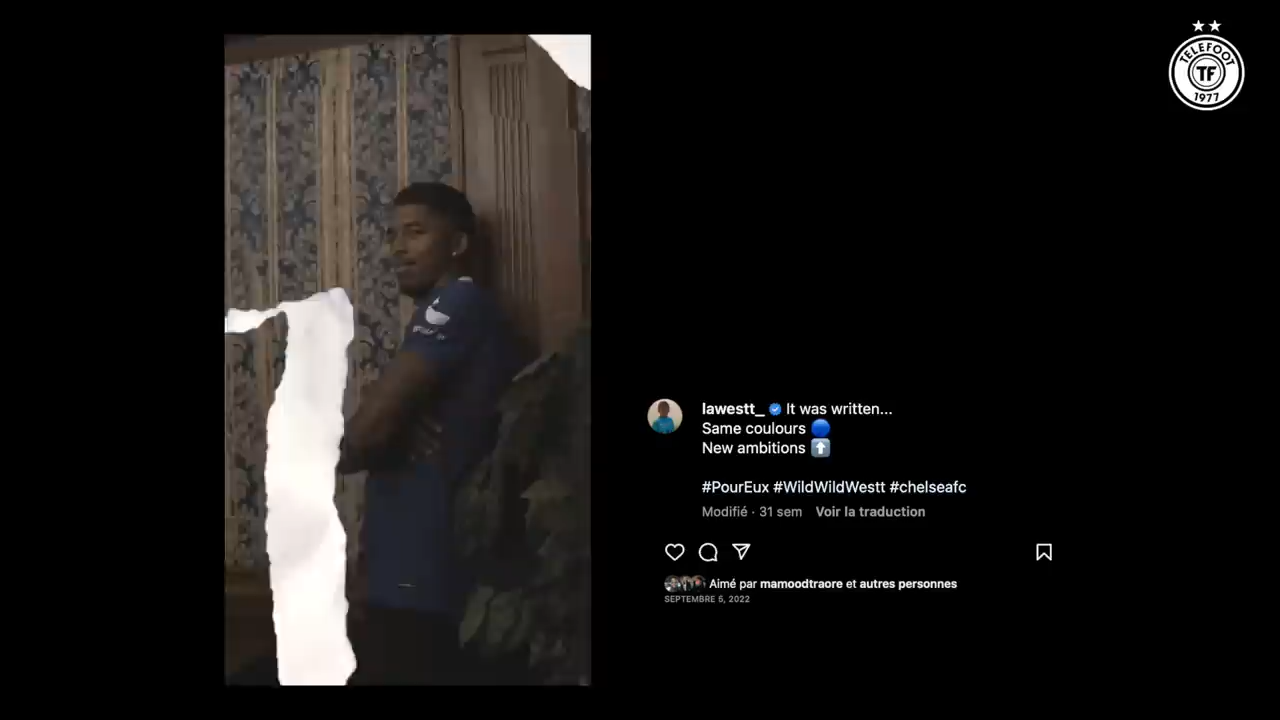 TELEFOOT
TF
1977
lawestt_ It was written...
Same coulours 🔵
New ambitions ⬆️
#PourEux #WildWildWestt #chelseafc
Modifié · 31 sem Voir la traduction
Aimé par mamoodtraore et autres personnes
SEPTEMBRE 6, 2022